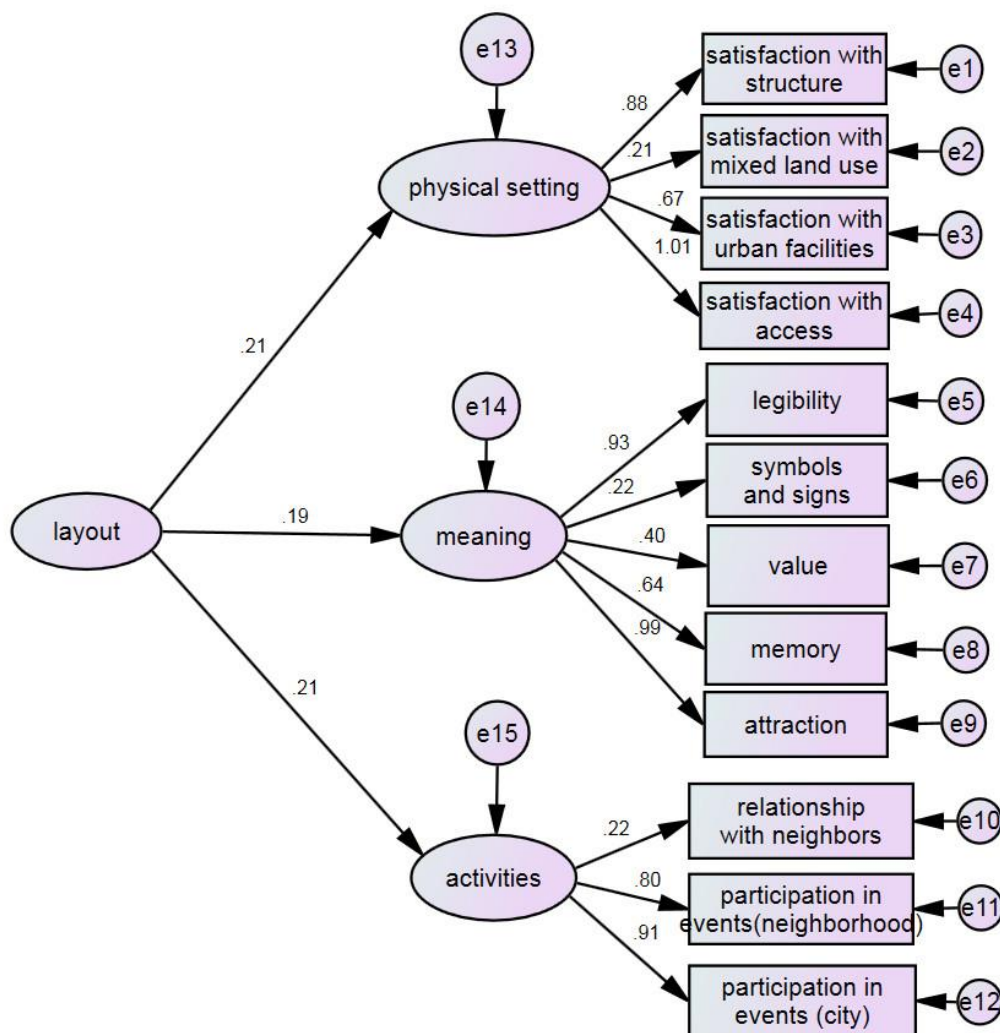 e13
satisfaction with
structure
e1
.88
satisfaction with
mixed land use
e2
.21
physical setting
.67
satisfaction with
urban facilities
e3
1.01
satisfaction with
access
e4
.21
e14
legibility
e5
.93
symbols
and signs
e6
.22
layout
.19
meaning
.40
value
e7
.64
memory
e8
.99
attraction
e9
.21
e15
relationship
with neighbors
e10
.22
activities
.80
participation in
events(neighborhood)
e11
.91
participation in
events (city)
e12